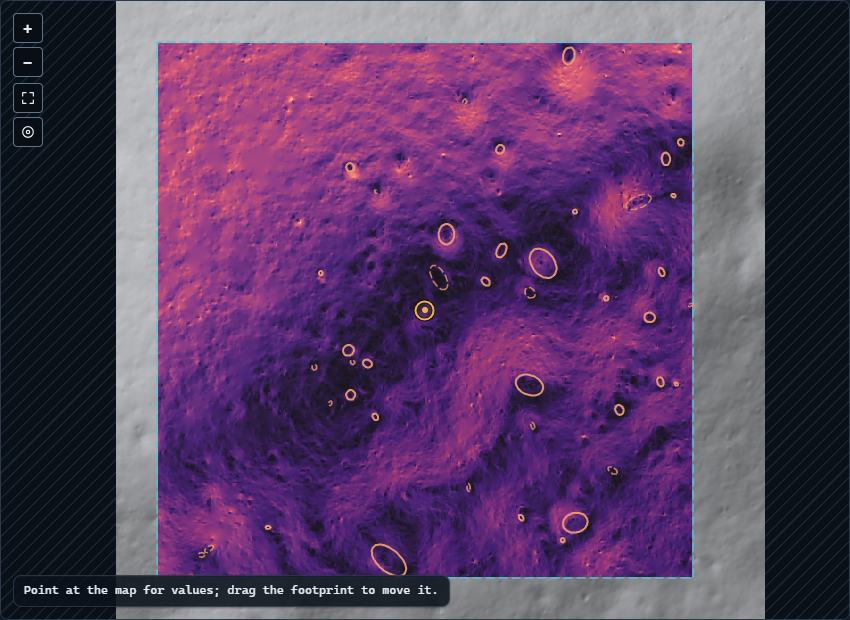 +
−
Point at the map for values; drag the footprint to move it.